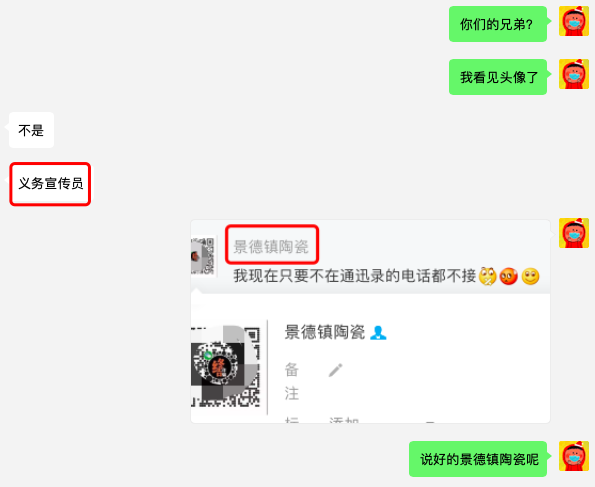 你们的兄弟？
我看见头像了
不是
义务宣传员
景德镇陶瓷
我现在只要不在通迅录的电话都不接
景德镇陶瓷
备
注
添加
说好的景德镇陶瓷呢